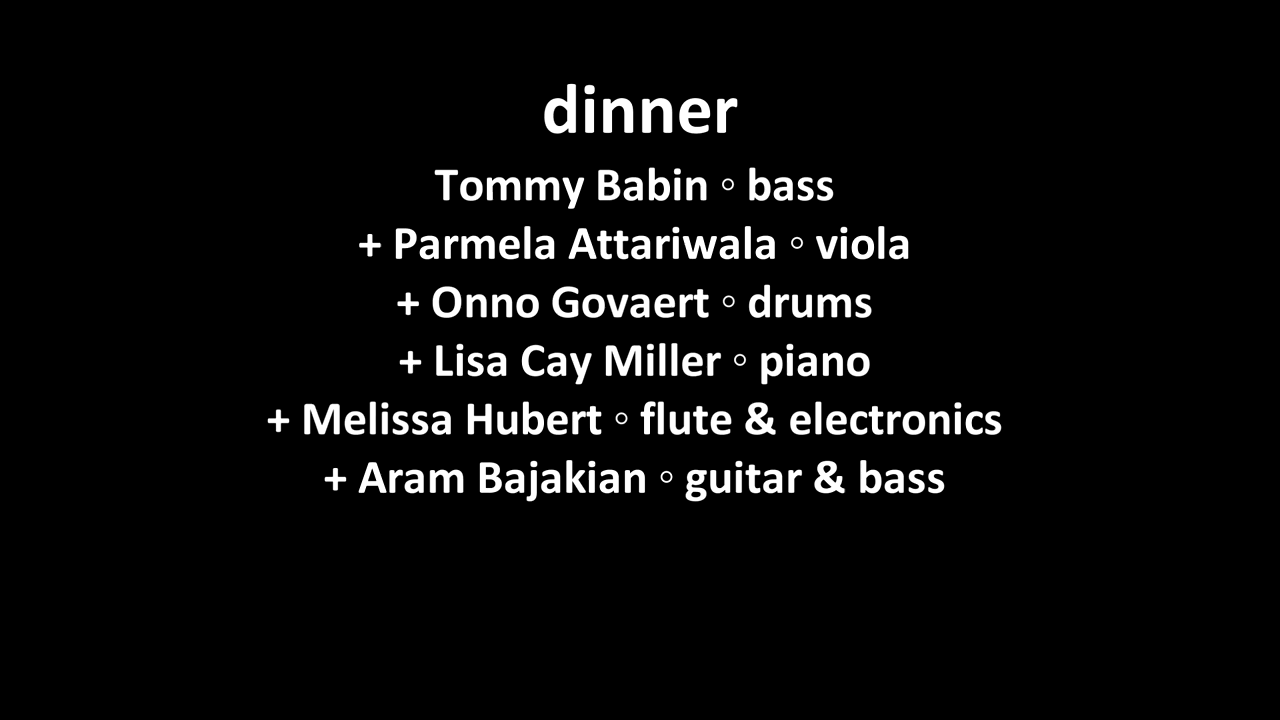 dinner
Tommy Babin ◦ bass
+ Parmela Attariwala ◦ viola
+ Onno Govaert ◦ drums
+ Lisa Cay Miller ◦ piano
+ Melissa Hubert ◦ flute & electronics
+ Aram Bajakian ◦ guitar & bass